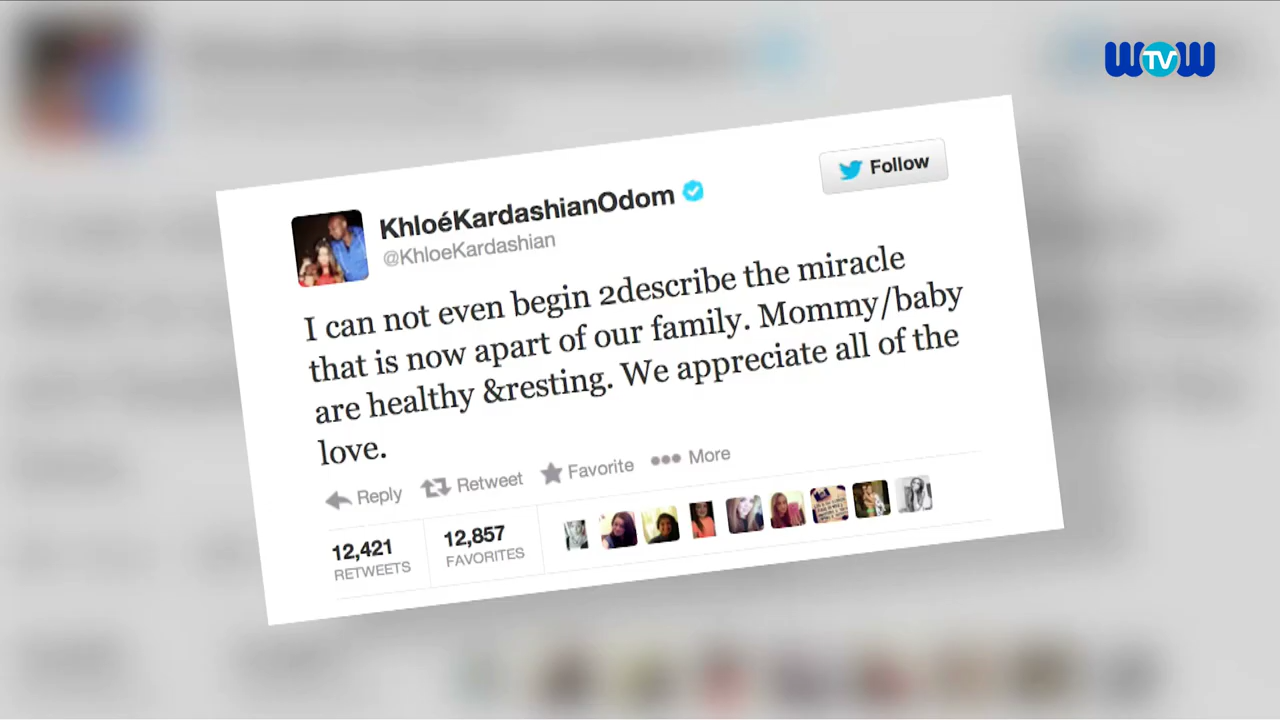 WTVW
KhloéKardashianOdom
@KhloeKardashian
Follow
I can not even begin 2describe the miracle
that is now apart of our family. Mommy/baby
are healthy &resting. We appreciate all of the
love.
Reply Retreet Favorite More
12,421 RETWEETS
12,857 FAVORITES